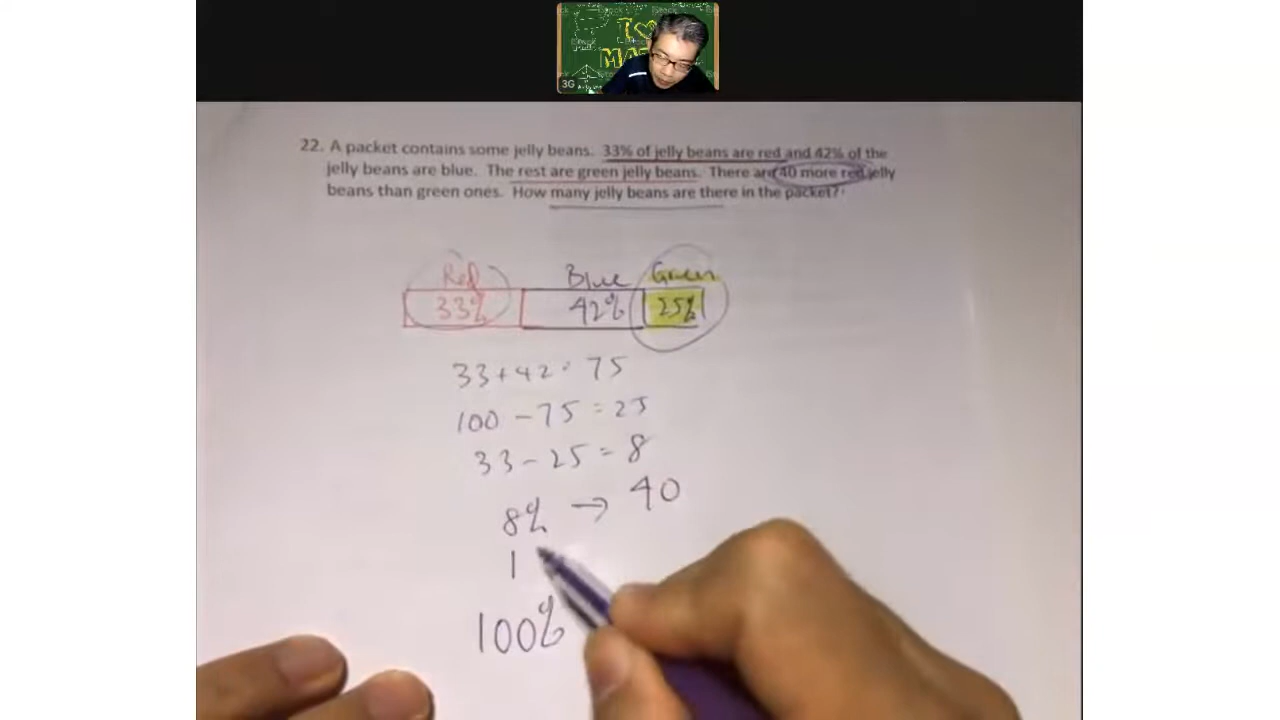 I ♡
MA
3G
22. A packet contains some jelly beans. 33% of jelly beans are red and 42% of the
jelly beans are blue. The rest are green jelly beans. There are 40 more red jelly
beans than green ones. How many jelly beans are there in the packet?
Red Blue Green
33% 42% 25%
33+42=75
100-75=25
33-25=8
8% → 40
1
100%